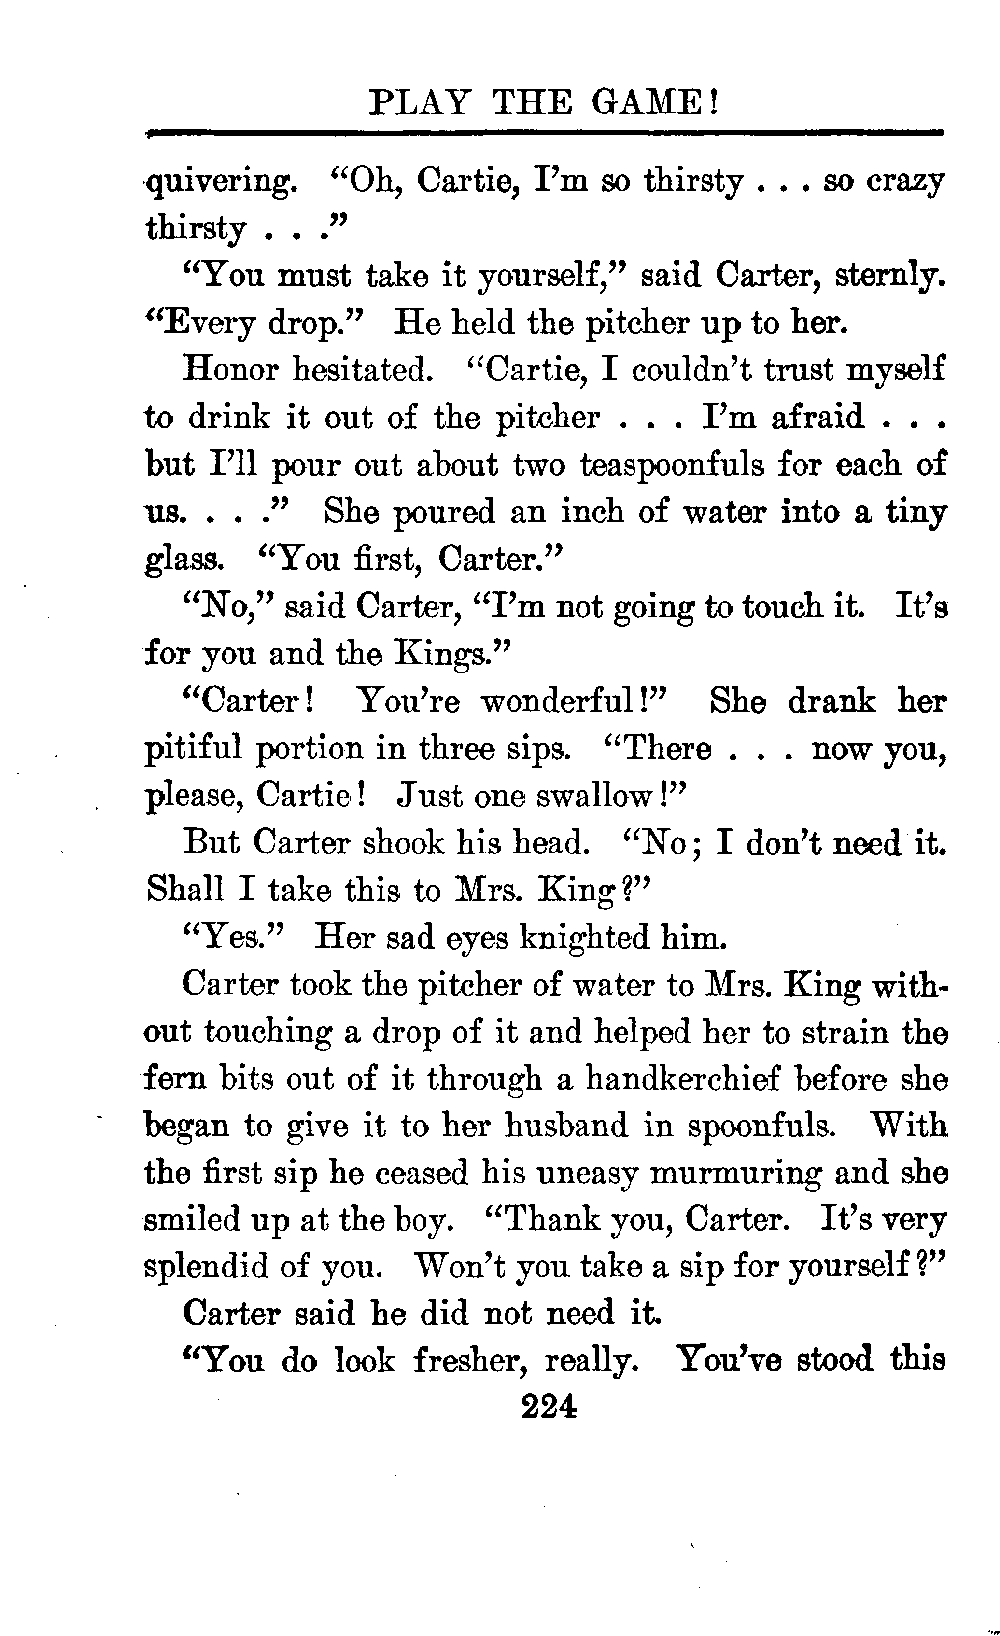 PLAY THE GAME!
quivering. “Oh, Cartie, I’m so thirsty . . . so crazy
thirsty . . .”
“You must take it yourself,” said Carter, sternly.
“Every drop.” He held the pitcher up to her.
Honor hesitated. “Cartie, I couldn’t trust myself
to drink it out of the pitcher . . . I’m afraid . . .
but I’ll pour out about two teaspoonfuls for each of
us. . . .” She poured an inch of water into a tiny
glass. “You first, Carter.”
“No,” said Carter, “I’m not going to touch it. It’s
for you and the Kings.”
“Carter! You’re wonderful!” She drank her
pitiful portion in three sips. “There . . . now you,
please, Cartie! Just one swallow!”
But Carter shook his head. “No; I don’t need it.
Shall I take this to Mrs. King?”
“Yes.” Her sad eyes knighted him.
Carter took the pitcher of water to Mrs. King with-
out touching a drop of it and helped her to strain the
fern bits out of it through a handkerchief before she
began to give it to her husband in spoonfuls. With
the first sip he ceased his uneasy murmuring and she
smiled up at the boy. “Thank you, Carter. It’s very
splendid of you. Won’t you take a sip for yourself?”
Carter said he did not need it.
“You do look fresher, really. You’ve stood this
224